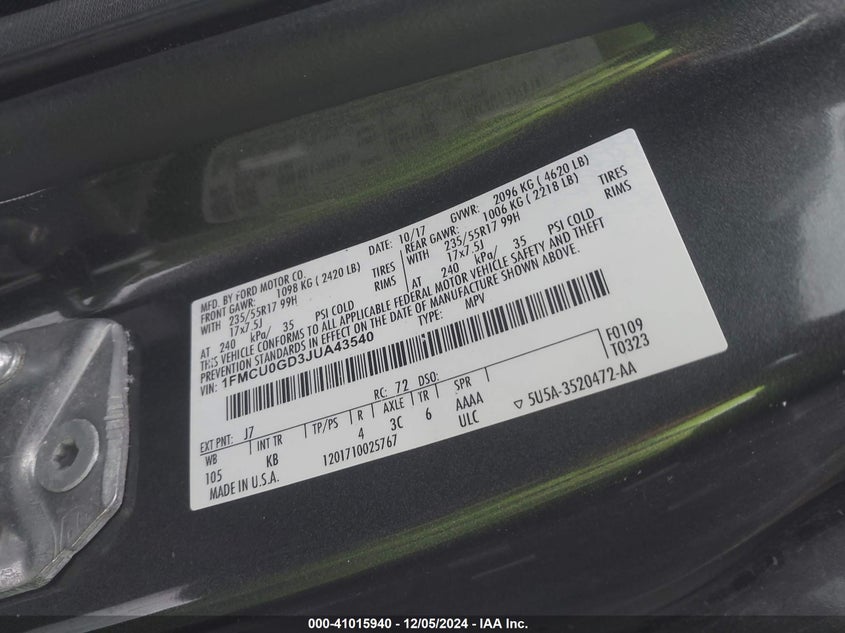 MFD. BY FORD MOTOR CO. DATE: 10/17 GVWR: 2096 KG ( 4620 LB)
FRONT GAWR: 1098 KG ( 2420 LB) REAR GAWR: 1006 KG ( 2218 LB)
WITH 235/55R17 99H TIRES WITH 235/55R17 99H TIRES
17x7.5J RIMS 17x7.5J RIMS
AT 240 kPa/ 35 PSI COLD AT 240 kPa/ 35 PSI COLD
THIS VEHICLE CONFORMS TO ALL APPLICABLE FEDERAL MOTOR VEHICLE SAFETY AND THEFT
PREVENTION STANDARDS IN EFFECT ON THE DATE OF MANUFACTURE SHOWN ABOVE.
VIN: 1FMCU0GD3JUA43540 TYPE: MPV
F0109
T0323
EXT PNT: J7 RC: 72 DSO:
WB INT TR TP/PS R AXLE TR SPR
105 KB 4 3C 6 AAAA
MADE IN U.S.A. 1201710025767 ULC ▽ 5U5A-3520472-AA
000-41015940 - 12/05/2024 - IAA Inc.